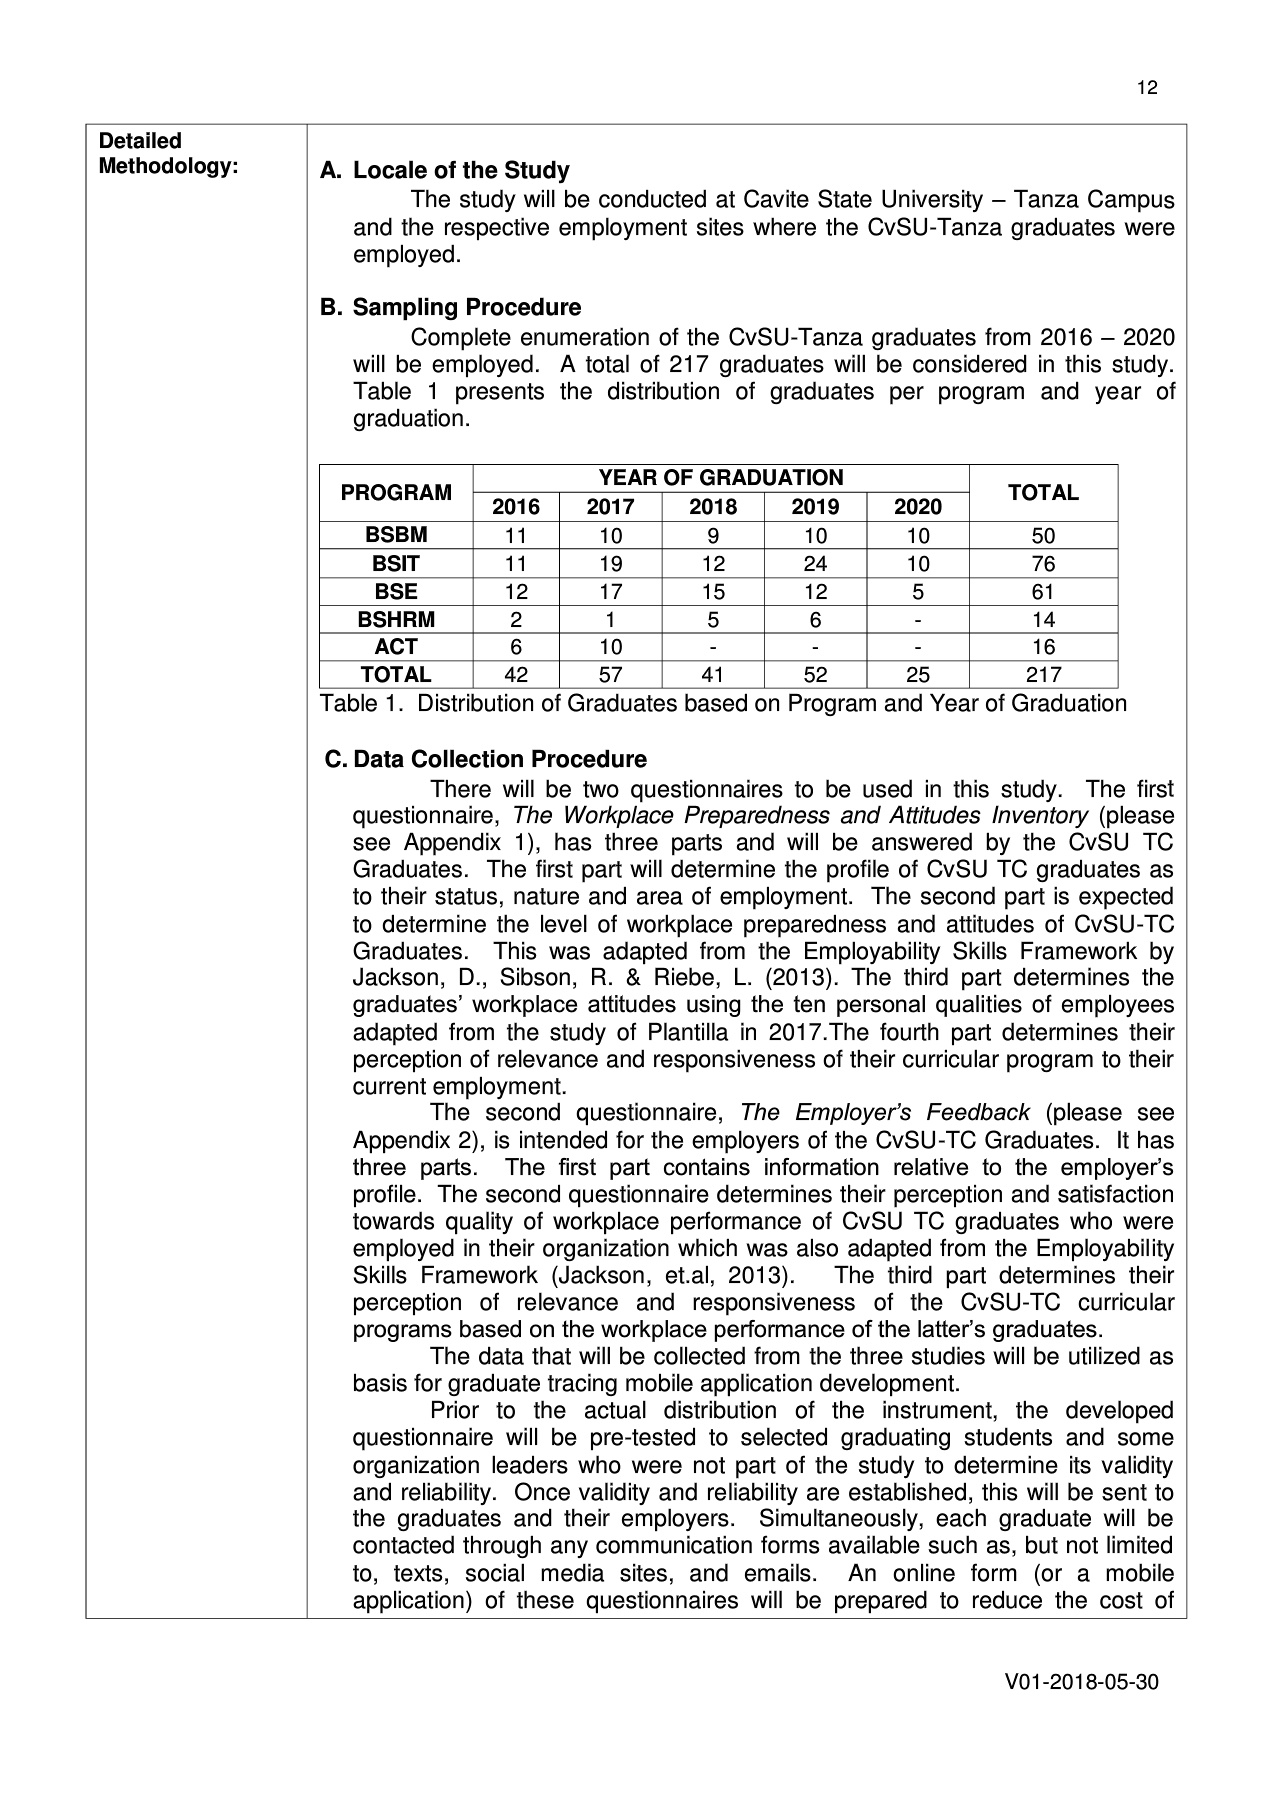 12
Detailed
Methodology:
A. Locale of the Study
The study will be conducted at Cavite State University – Tanza Campus
and the respective employment sites where the CvSU-Tanza graduates were
employed.
B. Sampling Procedure
Complete enumeration of the CvSU-Tanza graduates from 2016 – 2020
will be employed. A total of 217 graduates will be considered in this study.
Table 1 presents the distribution of graduates per program and year of
graduation.
PROGRAM YEAR OF GRADUATION TOTAL
2016 2017 2018 2019 2020
BSBM 11 10 9 10 10 50
BSIT 11 19 12 24 10 76
BSE 12 17 15 12 5 61
BSHRM 2 1 5 6 - 14
ACT 6 10 - - - 16
TOTAL 42 57 41 52 25 217
Table 1. Distribution of Graduates based on Program and Year of Graduation
C. Data Collection Procedure
There will be two questionnaires to be used in this study. The first
questionnaire, The Workplace Preparedness and Attitudes Inventory (please
see Appendix 1), has three parts and will be answered by the CvSU TC
Graduates. The first part will determine the profile of CvSU TC graduates as
to their status, nature and area of employment. The second part is expected
to determine the level of workplace preparedness and attitudes of CvSU-TC
Graduates. This was adapted from the Employability Skills Framework by
Jackson, D., Sibson, R. & Riebe, L. (2013). The third part determines the
graduates’ workplace attitudes using the ten personal qualities of employees
adapted from the study of Plantilla in 2017.The fourth part determines their
perception of relevance and responsiveness of their curricular program to their
current employment.
The second questionnaire, The Employer’s Feedback (please see
Appendix 2), is intended for the employers of the CvSU-TC Graduates. It has
three parts. The first part contains information relative to the employer’s
profile. The second questionnaire determines their perception and satisfaction
towards quality of workplace performance of CvSU TC graduates who were
employed in their organization which was also adapted from the Employability
Skills Framework (Jackson, et.al, 2013). The third part determines their
perception of relevance and responsiveness of the CvSU-TC curricular
programs based on the workplace performance of the latter’s graduates.
The data that will be collected from the three studies will be utilized as
basis for graduate tracing mobile application development.
Prior to the actual distribution of the instrument, the developed
questionnaire will be pre-tested to selected graduating students and some
organization leaders who were not part of the study to determine its validity
and reliability. Once validity and reliability are established, this will be sent to
the graduates and their employers. Simultaneously, each graduate will be
contacted through any communication forms available such as, but not limited
to, texts, social media sites, and emails. An online form (or a mobile
application) of these questionnaires will be prepared to reduce the cost of
V01-2018-05-30